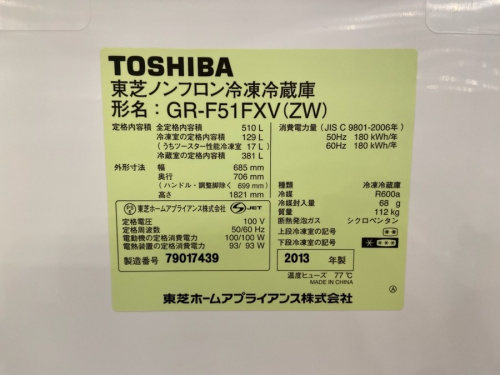 TOSHIBA
東芝ノンフロン冷凍冷蔵庫
形名：GR-F51FXV(ZW)
定格内容積 全定格内容積 510 L
冷凍室の定格内容積 129 L
(うちツースター性能冷凍室 17 L)
冷蔵室の定格内容積 381 L
外形寸法 幅 685 mm
奥行 706 mm
(ハンドル・調整脚除く 699 mm)
高さ 1821 mm
東芝ホームアプライアンス株式会社 S-JET
定格電圧 100 V
定格周波数 50/60 Hz
電動機の定格消費電力 100/100 W
電熱装置の定格消費電力 93/ 93 W
製造番号 79017439
消費電力量 (JIS C 9801-2006年)
50Hz 180 kWh/年
60Hz 180 kWh/年
種類 冷凍冷蔵庫
冷媒 R600a
冷媒封入量 68 g
質量 112 kg
断熱発泡ガス シクロペンタン
上段冷凍室の記号
下段冷凍室の記号
2013 年製
温度ヒューズ 77℃
MADE IN CHINA
東芝ホームアプライアンス株式会社 Ⓐ